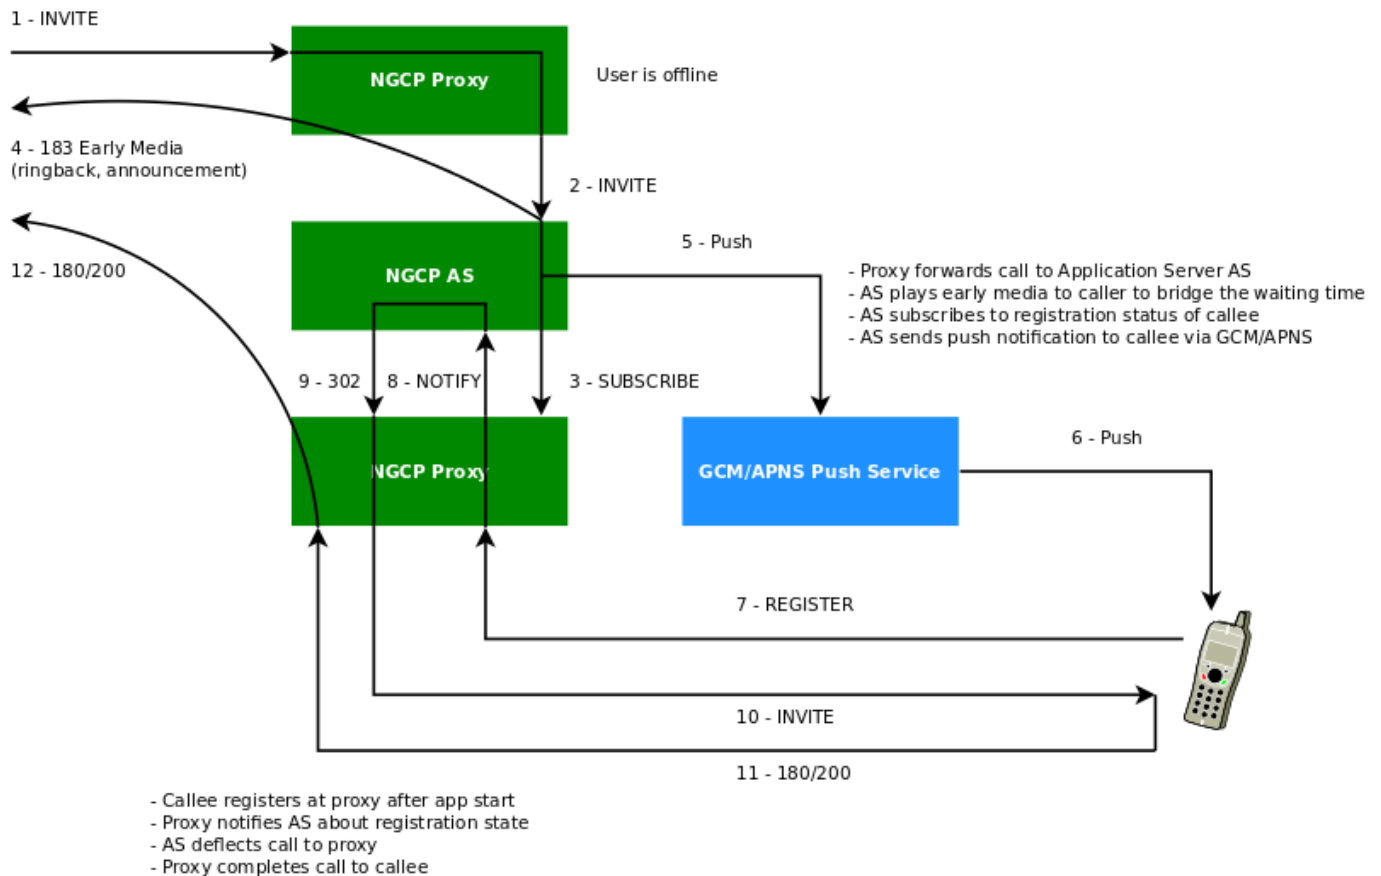 1 - INVITE
NGCP Proxy
User is offline
4 - 183 Early Media
(ringback, announcement)
2 - INVITE
5 - Push
12 - 180/200
NGCP AS
- Proxy forwards call to Application Server AS
- AS plays early media to caller to bridge the waiting time
- AS subscribes to registration status of callee
- AS sends push notification to callee via GCM/APNS
9 - 302
8 - NOTIFY
3 - SUBSCRIBE
6 - Push
NGCP Proxy
GCM/APNS Push Service
7 - REGISTER
10 - INVITE
11 - 180/200
- Callee registers at proxy after app start
- Proxy notifies AS about registration state
- AS deflects call to proxy
- Proxy completes call to callee